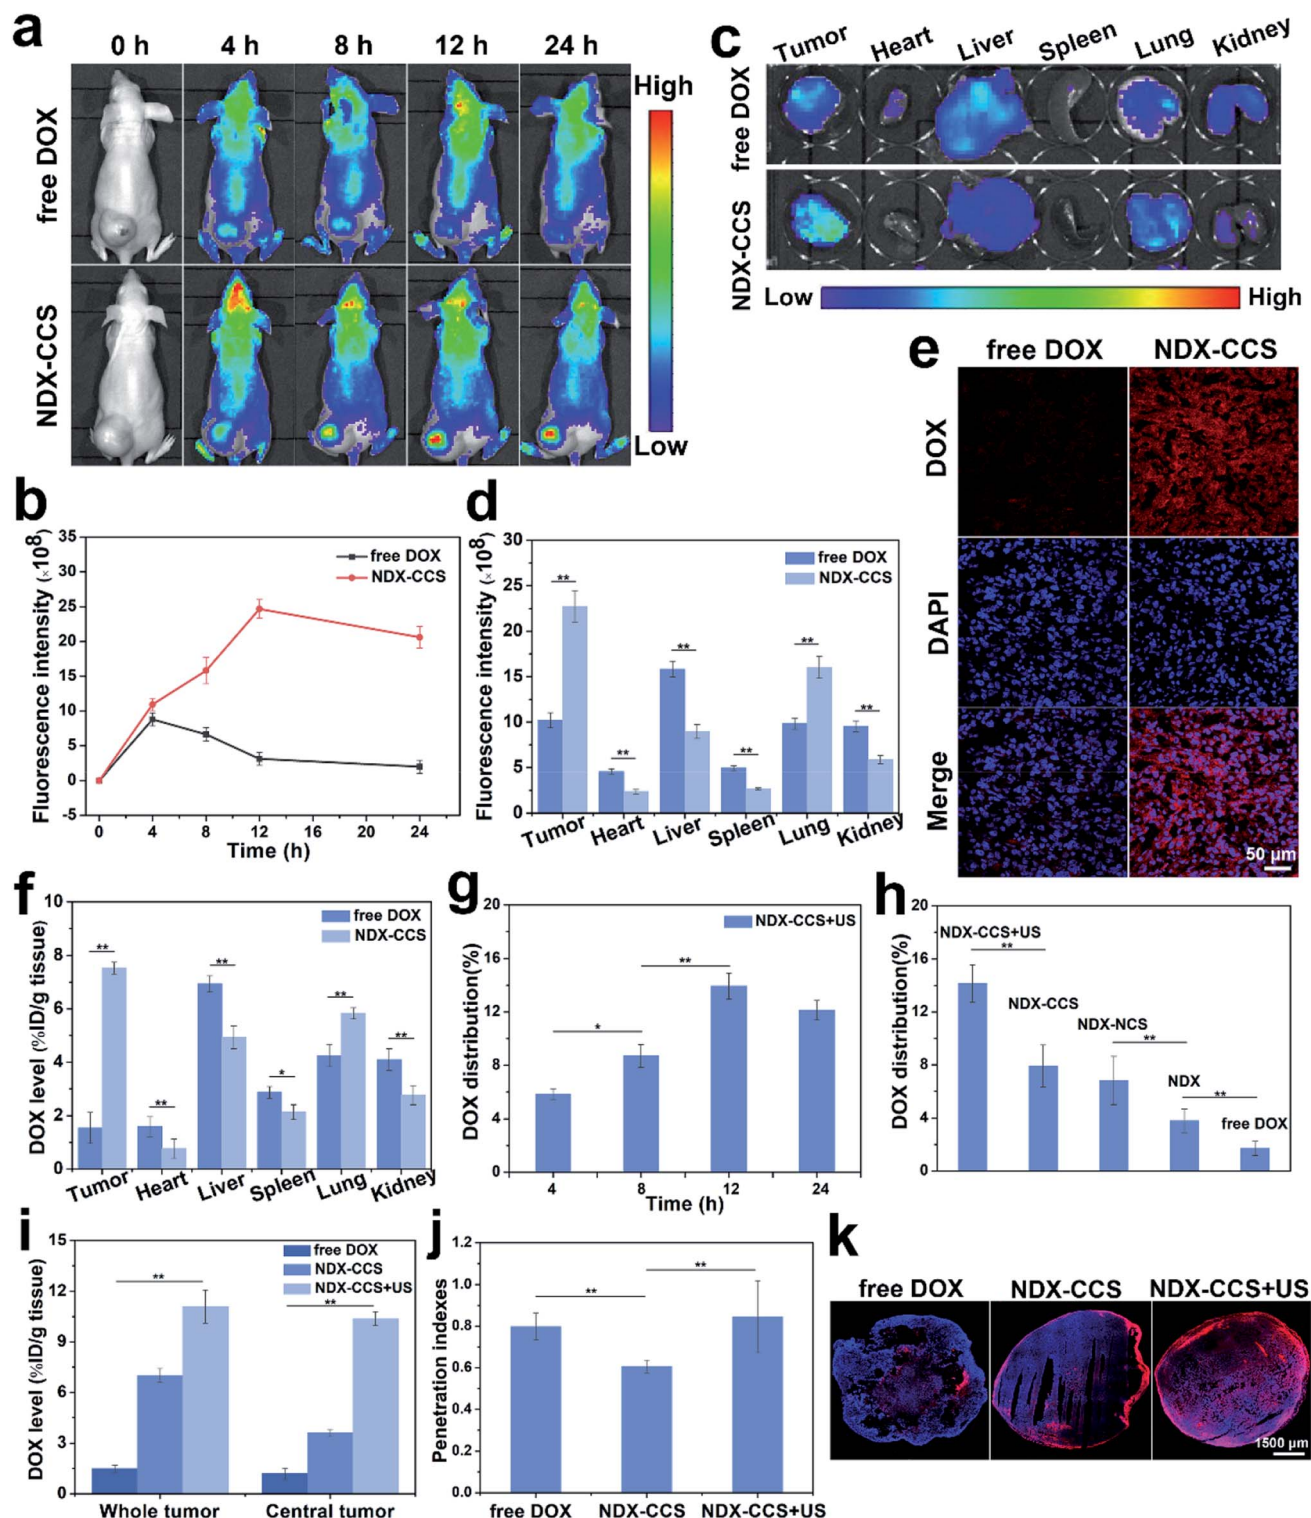 a
0 h 4 h 8 h 12 h 24 h
free DOX
NDX-CCS
High
Low
c
Tumor Heart Liver Spleen Lung Kidney
free DOX
NDX-CCS
Low High
b
Fluorescence intensity (×10⁸)
35
30
25
20
15
10
5
0
-5
free DOX
NDX-CCS
0 4 8 12 16 20 24
Time (h)
d
Fluorescence intensity (×10⁸)
30
25
20
15
10
5
0
free DOX
NDX-CCS
** ** ** ** ** **
Tumor Heart Liver Spleen Lung Kidney
e
free DOX NDX-CCS
DOX
DAPI
Merge
50 µm
f
DOX level (%ID/g tissue)
10
8
6
4
2
0
free DOX
NDX-CCS
** ** ** * ** **
Tumor Heart Liver Spleen Lung Kidney
g
DOX distribution(%)
20
16
12
8
4
0
NDX-CCS+US
* **
4 8 12 24
Time (h)
h
DOX distribution(%)
20
16
12
8
4
0
NDX-CCS+US
**
NDX-CCS
NDX-NCS
**
NDX
**
free DOX
i
DOX level (%ID/g tissue)
15
12
9
6
3
0
free DOX
NDX-CCS
NDX-CCS+US
** **
Whole tumor Central tumor
j
Penetration indexes
1.2
1.0
0.8
0.6
0.4
0.2
0.0
** **
free DOX NDX-CCS NDX-CCS+US
k
free DOX NDX-CCS NDX-CCS+US
1500 µm